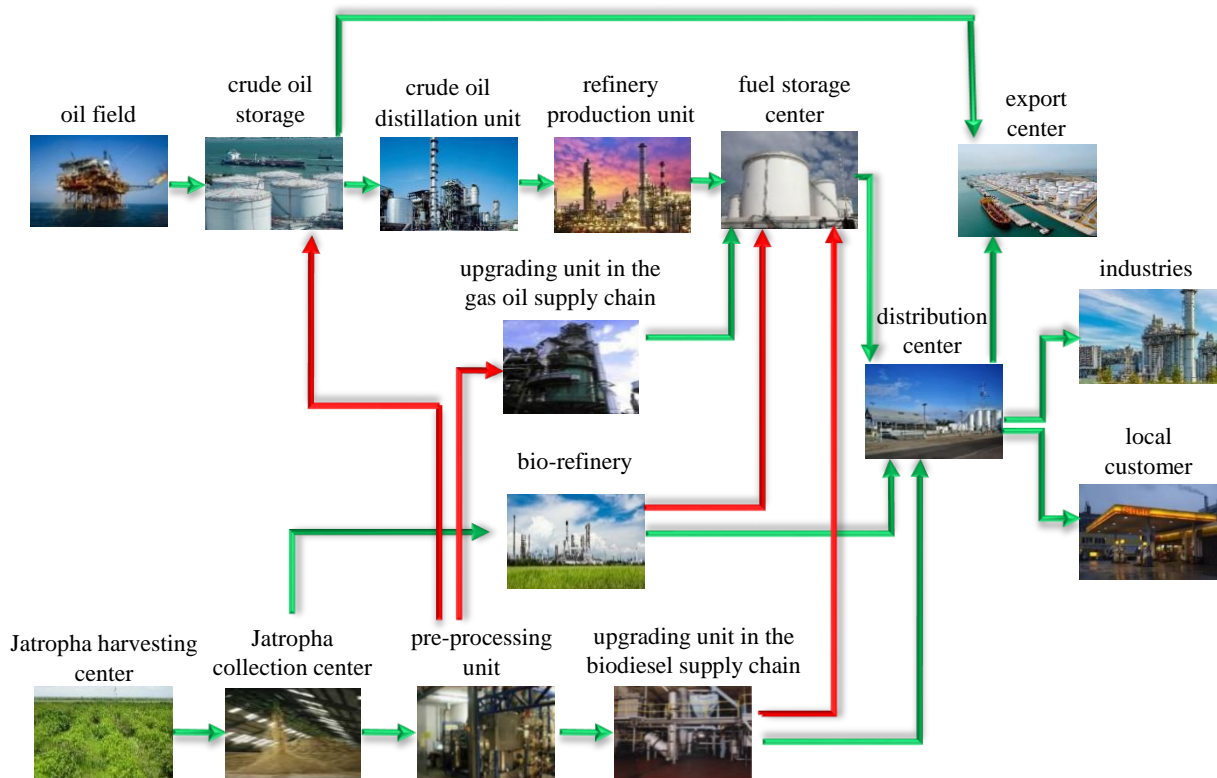 oil field
crude oil
storage
crude oil
distillation unit
refinery
production unit
fuel storage
center
export
center
upgrading unit in the
gas oil supply chain
industries
distribution
center
bio-refinery
local
customer
Jatropha harvesting
center
Jatropha
collection center
pre-processing
unit
upgrading unit in the
biodiesel supply chain